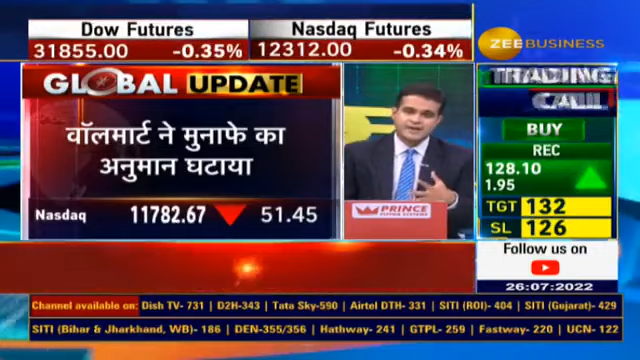 Dow Futures
31855.00 -0.35%
Nasdaq Futures
12312.00 -0.34%
ZEE BUSINESS
GLOBAL UPDATE
वॉलमार्ट ने मुनाफे का
अनुमान घटाया
Nasdaq 11782.67 51.45
PRINCE
TRADING
CALL
BUY
REC
128.10
1.95
TGT 132
SL 126
Follow us on
26:07:2022
Channel available on: Dish TV- 731 | D2H-343 | Tata Sky-590 | Airtel DTH- 331 | SITI (ROI)- 404 | SITI (Gujarat)- 429
SITI (Bihar & Jharkhand, WB)- 186 | DEN-355/356 | Hathway- 241 | GTPL- 259 | Fastway- 220 | UCN- 122